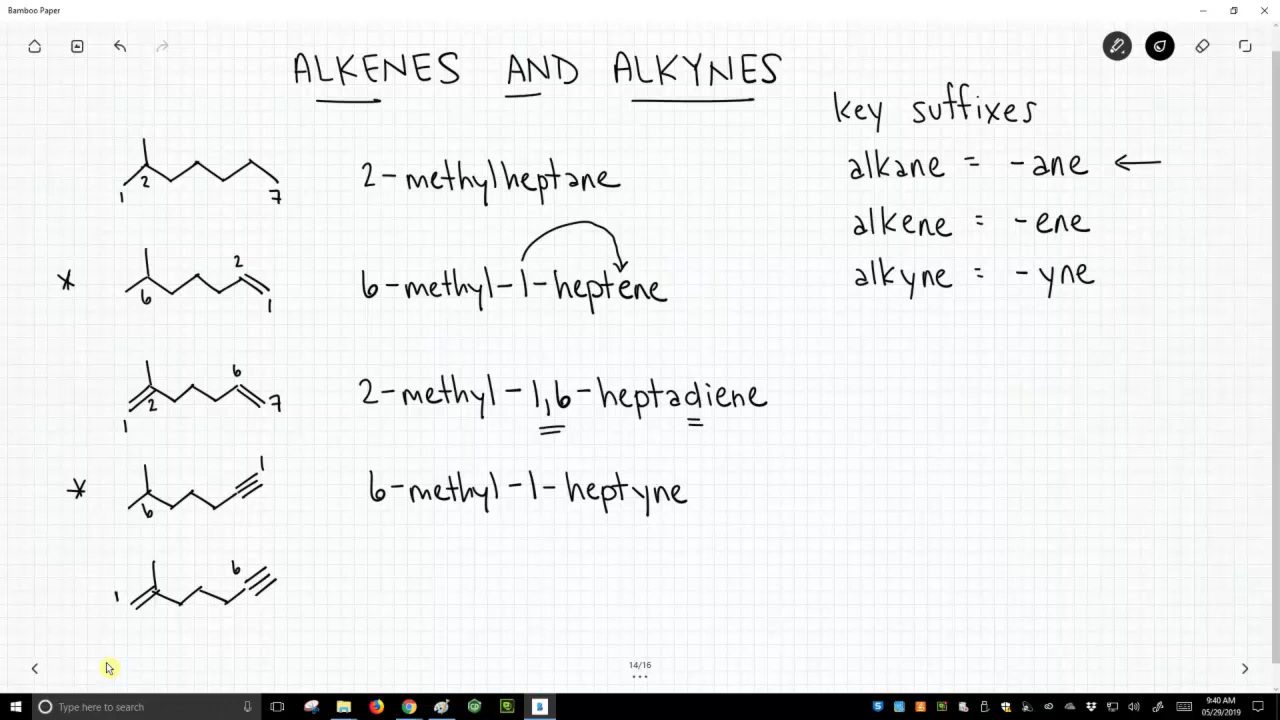 Bamboo Paper
ALKENES AND ALKYNES
key suffixes
alkane = -ane ←
alkene = -ene
alkyne = -yne
1 2 7
2-methylheptane
* 6 2 1
6-methyl-1-heptene
1 2 6 7
2-methyl-1,6-heptadiene
* 6 1
6-methyl-1-heptyne
1 6
14/16
Type here to search
9:40 AM
05/29/2019